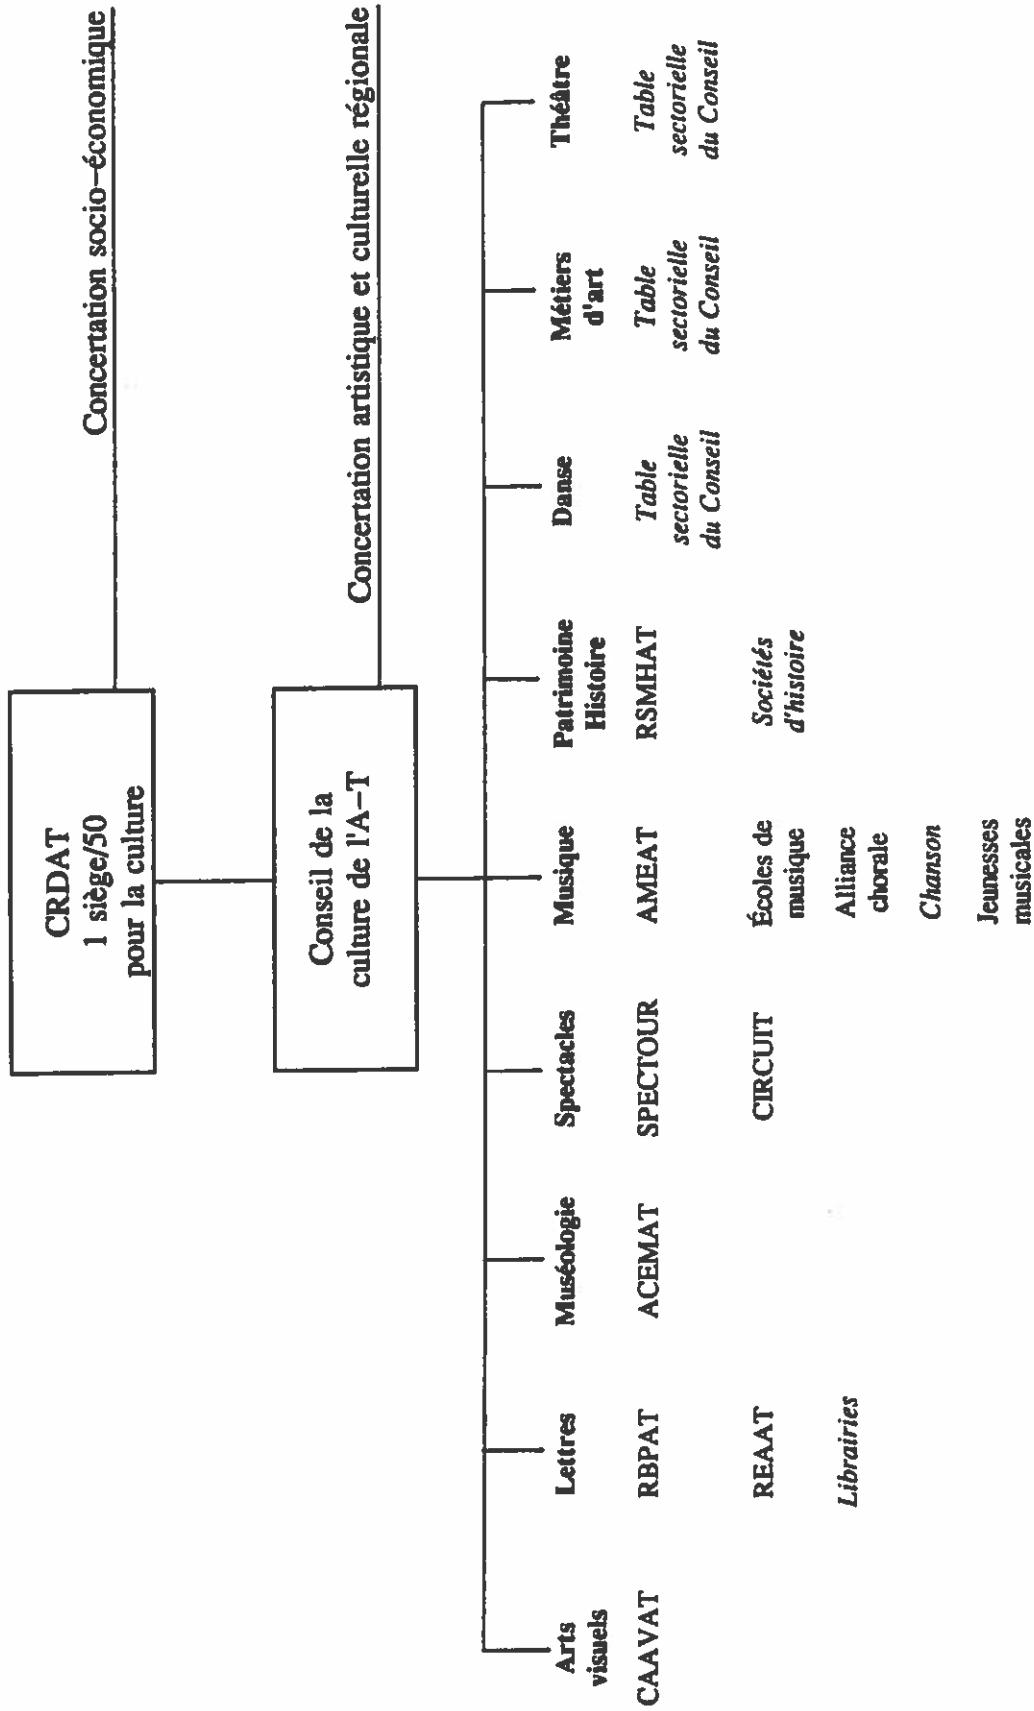 CRDAT
1 siège/50
pour la culture
Concertation socio-économique
Conseil de la
culture de l'A-T
Concertation artistique et culturelle régionale
Arts
visuels
CAAVAT
Lettres
RBPAT
REAAT
Librairies
Muséologie
ACEMAT
Spectacles
SPECTOUR
CIRCUIT
Musique
AMEAT
Écoles de
musique
Alliance
chorale
Chanson
Jeunesses
musicales
Patrimoine
Histoire
RSMHAT
Sociétés
d'histoire
Danse
Table
sectorielle
du Conseil
Métiers
d'art
Table
sectorielle
du Conseil
Théâtre
Table
sectorielle
du Conseil